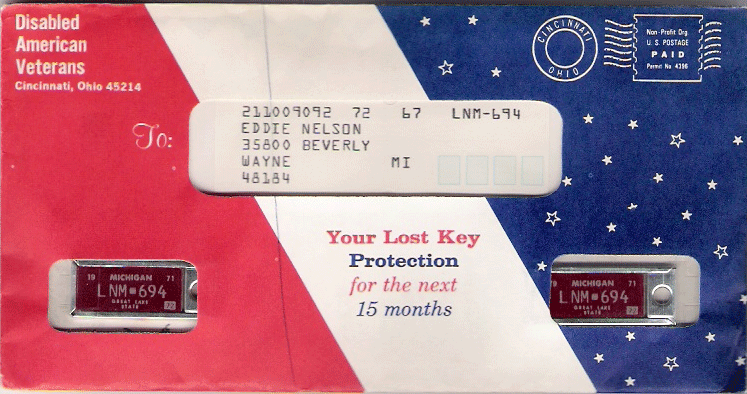 Disabled
American
Veterans
Cincinnati, Ohio 45214
CINCINNATI
OHIO
Non-Profit Org.
U. S. POSTAGE
PAID
Permit No. 4396
To:
211009092 72 67 LNM-694
EDDIE NELSON
35800 BEVERLY
WAYNE MI
48184
Your Lost Key
Protection
for the next
15 months
19 MICHIGAN 71
LNM-694
GREAT LAKE
STATE
MICHIGAN 71
LNM-694
GREAT LAKE
STATE